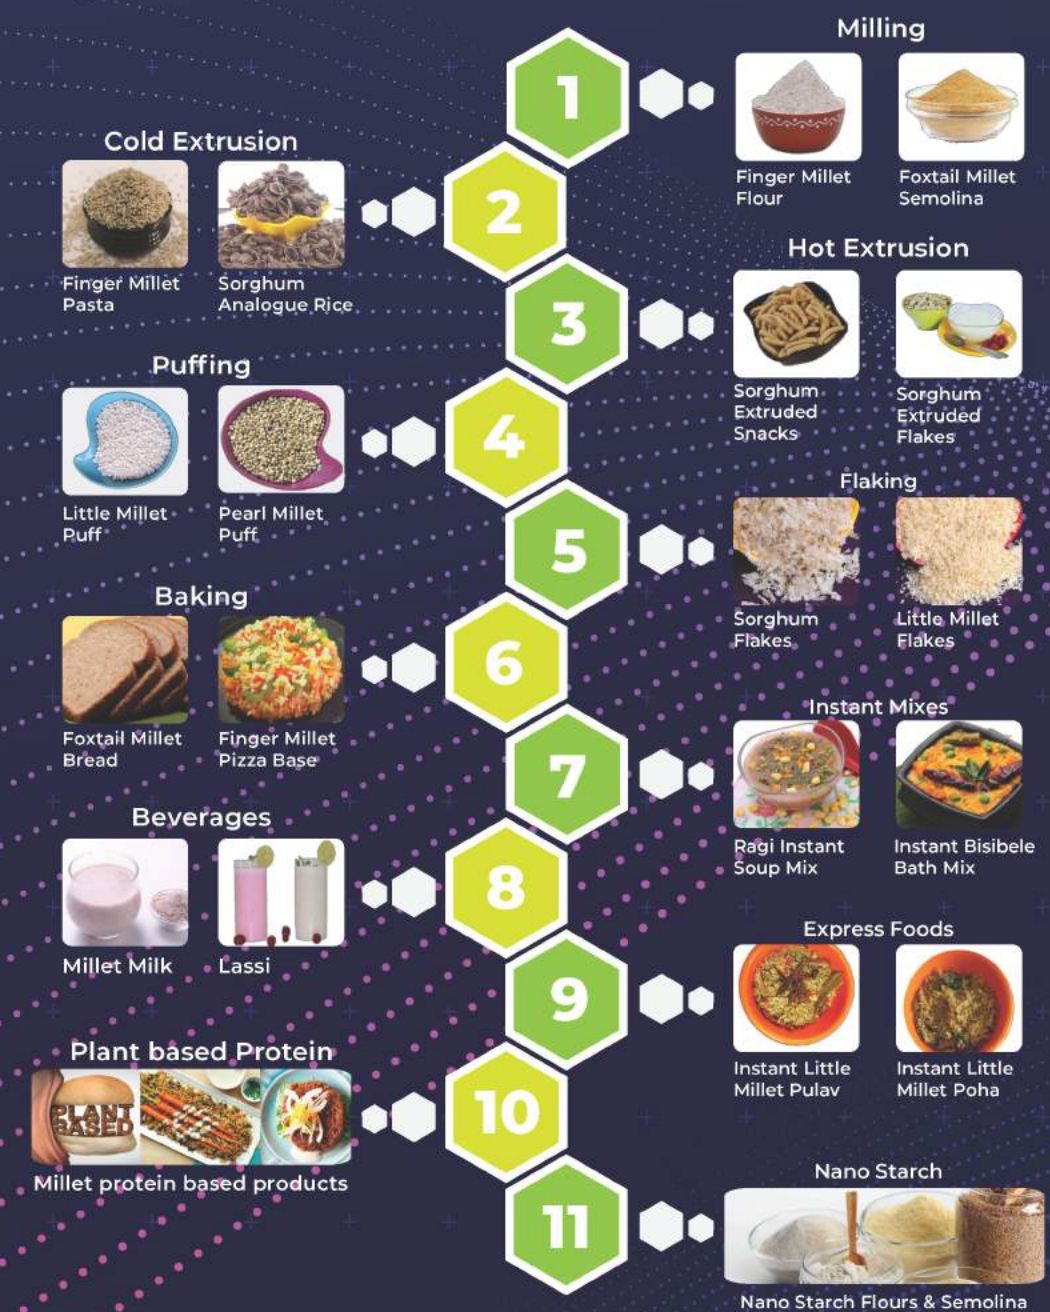 1
Milling
Finger Millet
Flour
Foxtail Millet
Semolina
Cold Extrusion
2
Finger Millet
Pasta
Sorghum
Analogue Rice
3
Hot Extrusion
Sorghum
Extruded
Snacks
Sorghum
Extruded
Flakes
Puffing
4
Little Millet
Puff
Pearl Millet
Puff
5
Flaking
Sorghum
Flakes
Little Millet
Flakes
Baking
6
Foxtail Millet
Bread
Finger Millet
Pizza Base
7
Instant Mixes
Ragi Instant
Soup Mix
Instant Bisibele
Bath Mix
Beverages
8
Millet Milk
Lassi
9
Express Foods
Instant Little
Millet Pulav
Instant Little
Millet Poha
Plant based Protein
10
PLANT
BASED
Millet protein based products
11
Nano Starch
Nano Starch Flours & Semolina